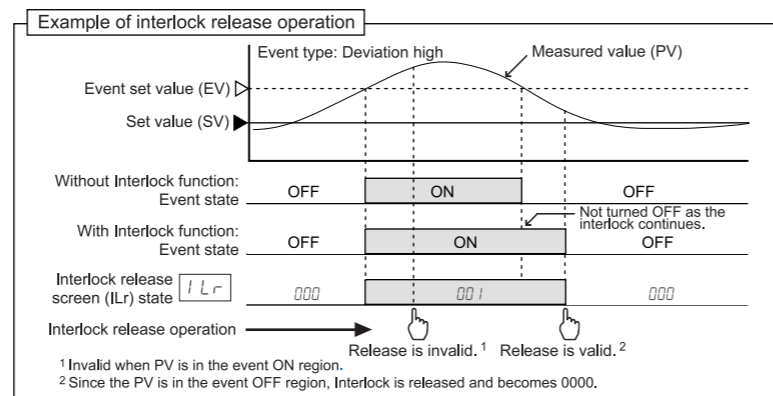 Example of interlock release operation
Event type: Deviation high
Measured value (PV)
Event set value (EV)
Set value (SV)
Without Interlock function:
Event state
OFF
ON
OFF
Not turned OFF as the
interlock continues.
With Interlock function:
Event state
OFF
ON
OFF
Interlock release
screen (ILr) state
ILr
000
001
000
Interlock release operation
Release is invalid. 1
Release is valid. 2
1 Invalid when PV is in the event ON region.
2 Since the PV is in the event OFF region, Interlock is released and becomes 0000.